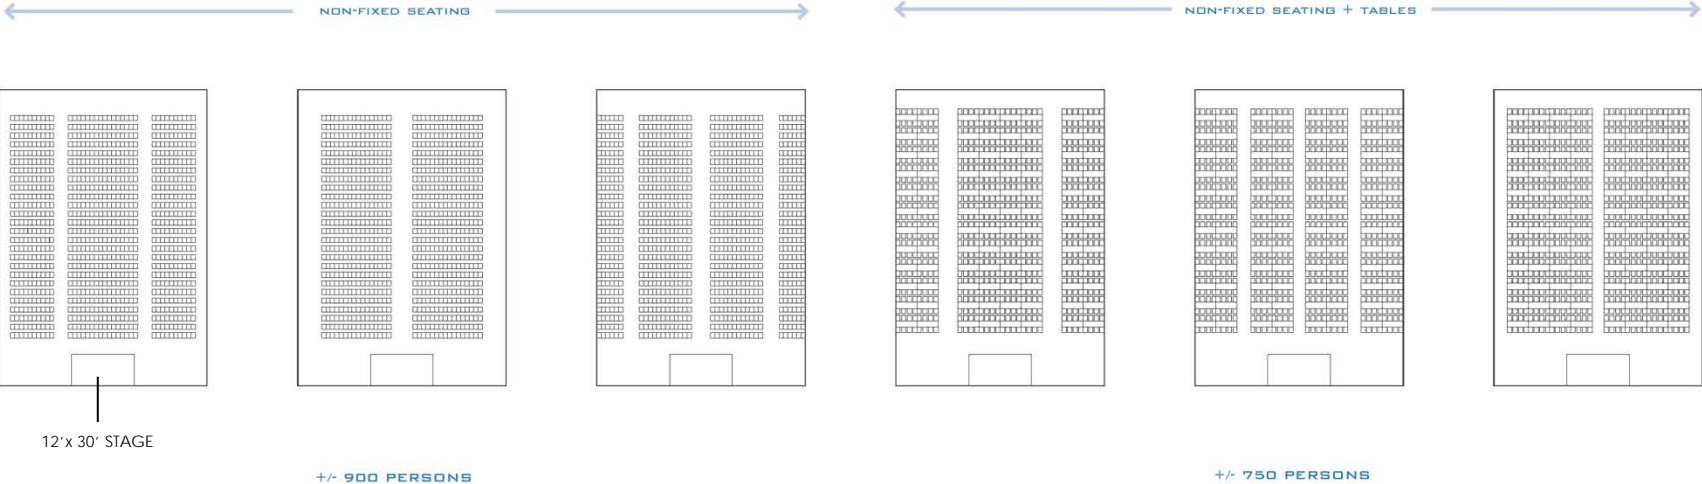 NON-FIXED SEATING
NON-FIXED SEATING + TABLES
12'x 30' STAGE
+/- 900 PERSONS
+/- 750 PERSONS